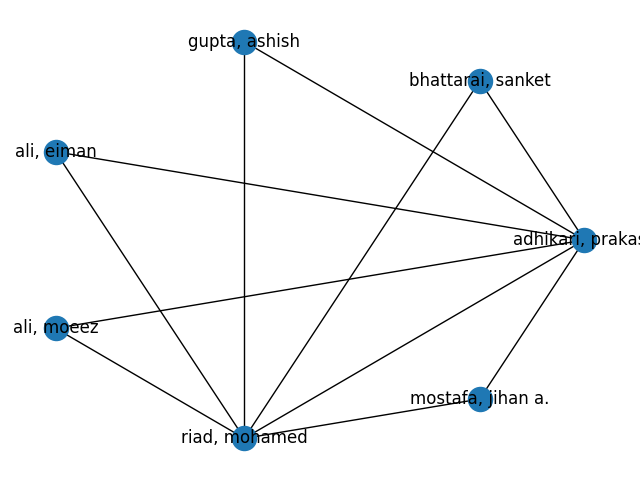 gupta, ashish
bhattarai, sanket
ali, eiman
adhikari, prakas
ali, moeez
mostafa, jihan a.
riad, mohamed